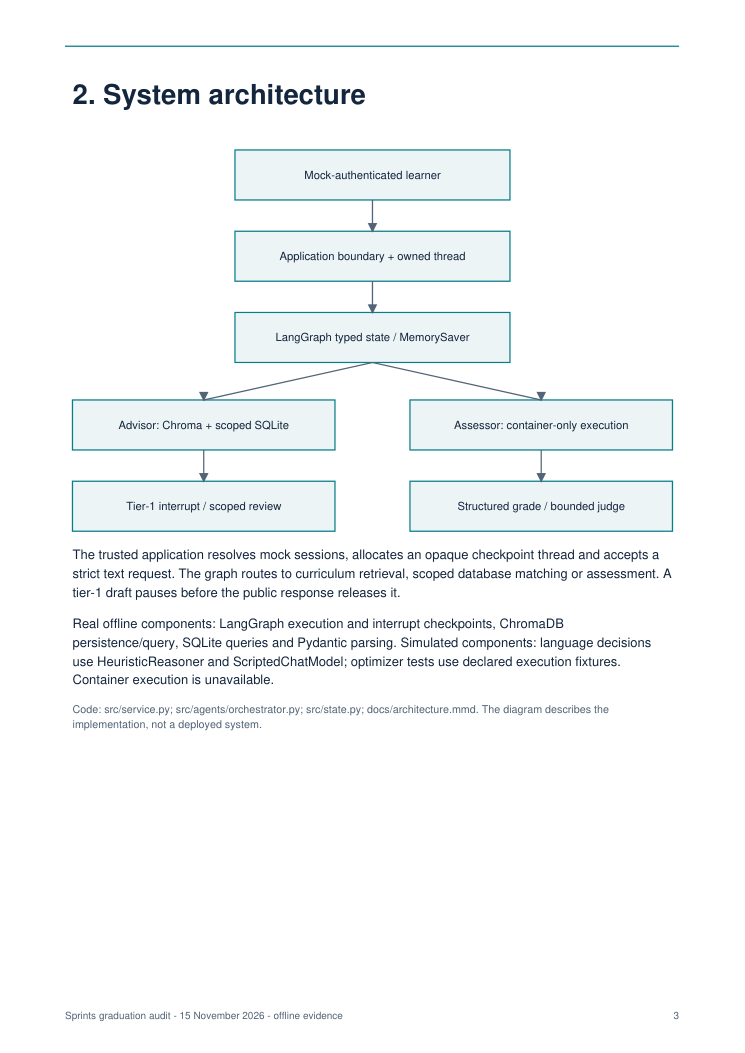 2. System architecture
Mock-authenticated learner
Application boundary + owned thread
LangGraph typed state / MemorySaver
Advisor: Chroma + scoped SQLite
Assessor: container-only execution
Tier-1 interrupt / scoped review
Structured grade / bounded judge
The trusted application resolves mock sessions, allocates an opaque checkpoint thread and accepts a
strict text request. The graph routes to curriculum retrieval, scoped database matching or assessment. A
tier-1 draft pauses before the public response releases it.
Real offline components: LangGraph execution and interrupt checkpoints, ChromaDB
persistence/query, SQLite queries and Pydantic parsing. Simulated components: language decisions
use HeuristicReasoner and ScriptedChatModel; optimizer tests use declared execution fixtures.
Container execution is unavailable.
Code: src/service.py; src/agents/orchestrator.py; src/state.py; docs/architecture.mmd. The diagram describes the
implementation, not a deployed system.
Sprints graduation audit - 15 November 2026 - offline evidence
3